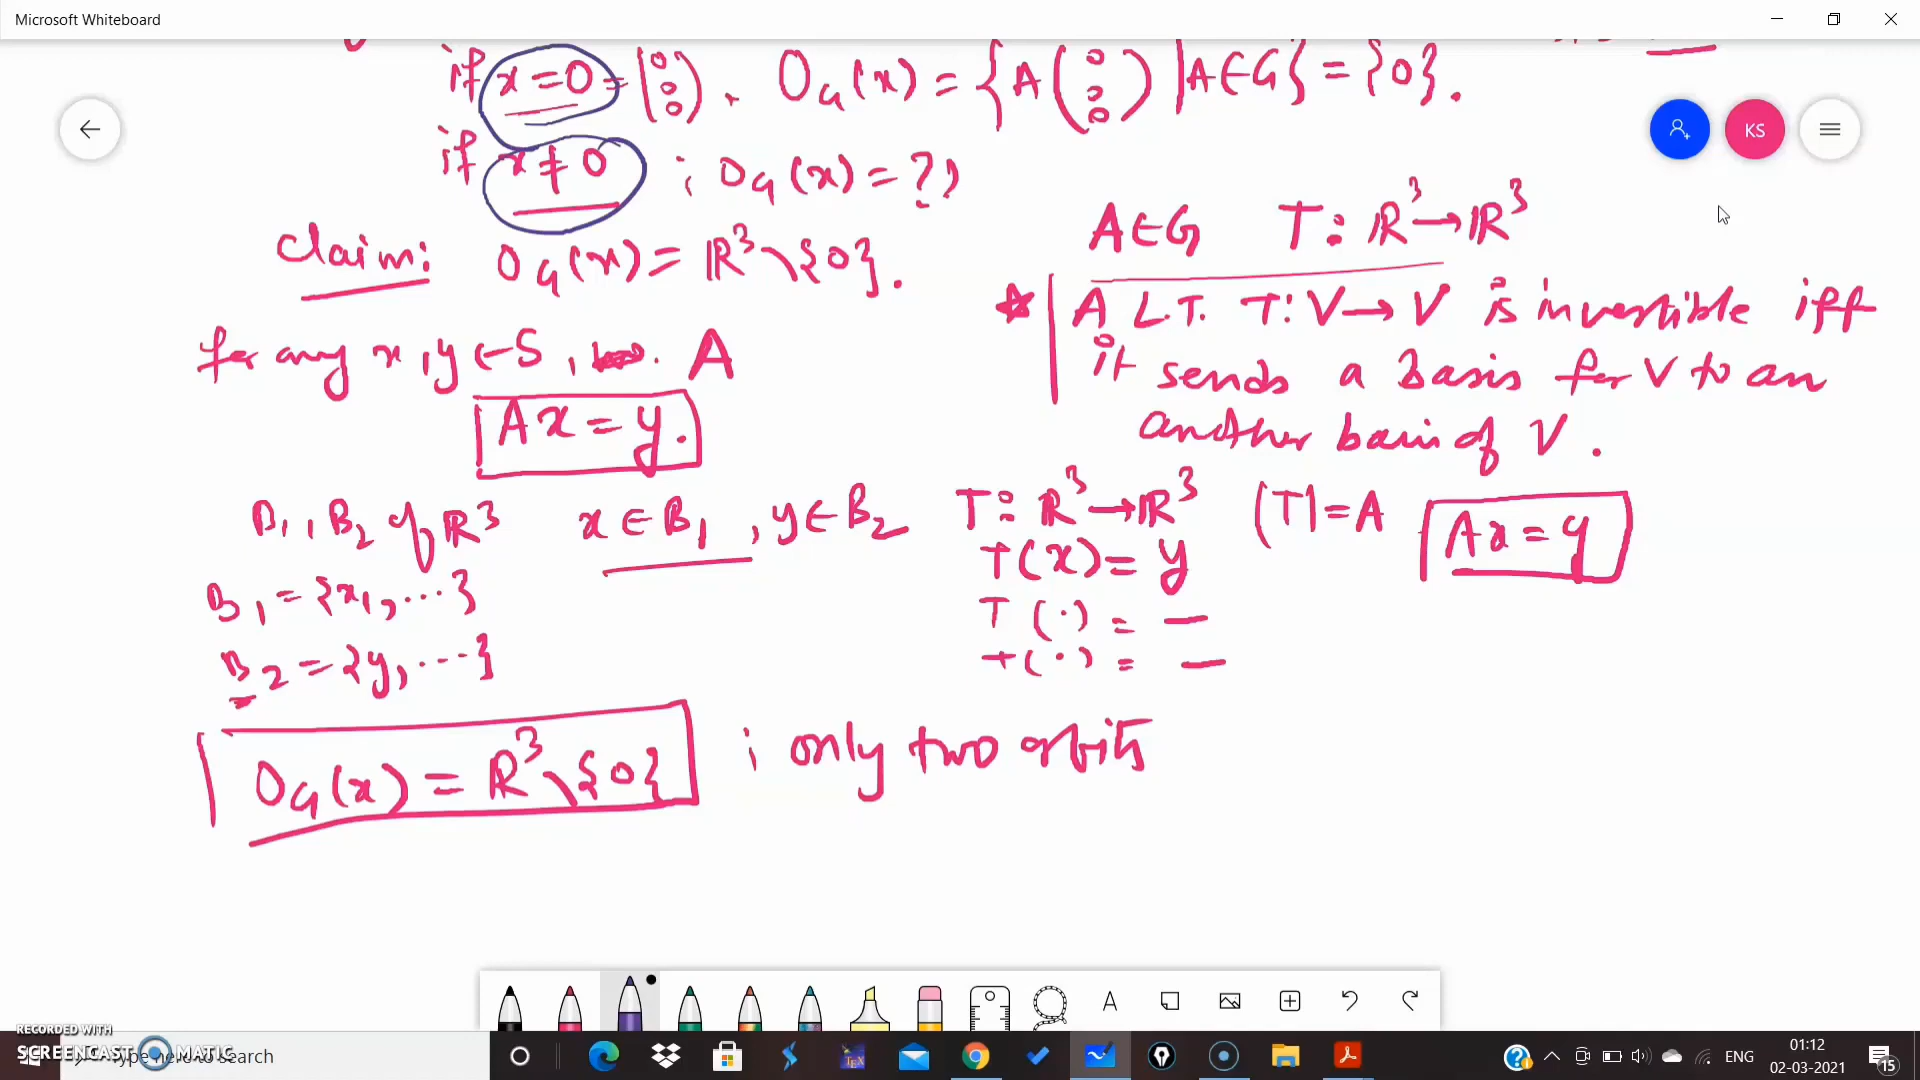 Microsoft Whiteboard
if x = 0 = (0 0 0). O_G(x) = {A(0 0 0) | A∈G} = {0}.
KS
if x ≠ 0 ; O_G(x) = ??
Claim: O_G(x) = ℝ³\{0}.
for any x, y ∈ S, A
Ax = y.
B₁, B₂ of ℝ³ x ∈ B₁, y ∈ B₂
B₁ = {x₁, ...}
B₂ = {y, ...}
O_G(x) = ℝ³\{0} ; only two orbits
A∈G T: ℝ³→ℝ³
* A L.T. T: V→V is invertible iff
it sends a Basis for V to an
another basis of V.
T: ℝ³→ℝ³ [T] = A Ax = y
T(x) = y
T(·) = —
T(·) = —
RECORDED WITH
SCREENCAST MATIC
Type here to search
ENG
01:12
02-03-2021
15